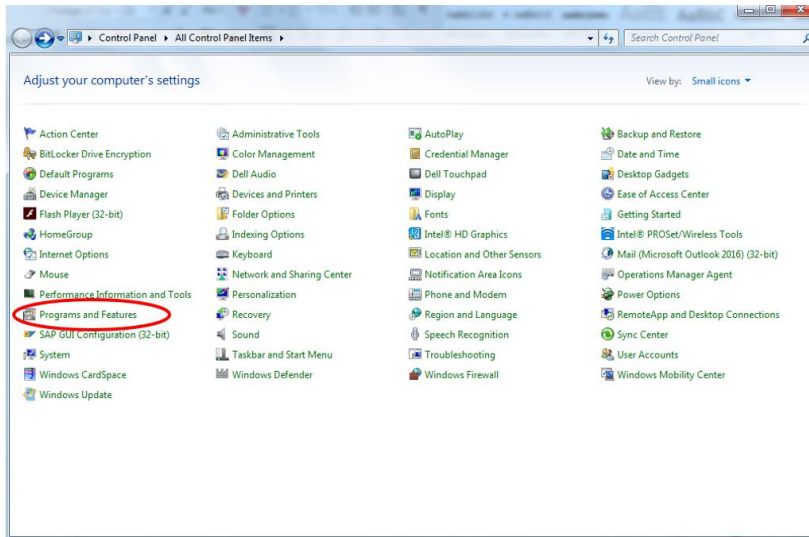 Control Panel All Control Panel Items Search Control Panel
Adjust your computer's settings View by: Small icons
Action Center Administrative Tools AutoPlay Backup and Restore
BitLocker Drive Encryption Color Management Credential Manager Date and Time
Default Programs Dell Audio Dell Touchpad Desktop Gadgets
Device Manager Devices and Printers Display Ease of Access Center
Flash Player (32-bit) Folder Options Fonts Getting Started
HomeGroup Indexing Options Intel® HD Graphics Intel® PROSet/Wireless Tools
Internet Options Keyboard Location and Other Sensors Mail (Microsoft Outlook 2016) (32-bit)
Mouse Network and Sharing Center Notification Area Icons Operations Manager Agent
Performance Information and Tools Personalization Phone and Modem Power Options
Programs and Features Recovery Region and Language RemoteApp and Desktop Connections
SAP GUI Configuration (32-bit) Sound Speech Recognition Sync Center
System Taskbar and Start Menu Troubleshooting User Accounts
Windows CardSpace Windows Defender Windows Firewall Windows Mobility Center
Windows Update